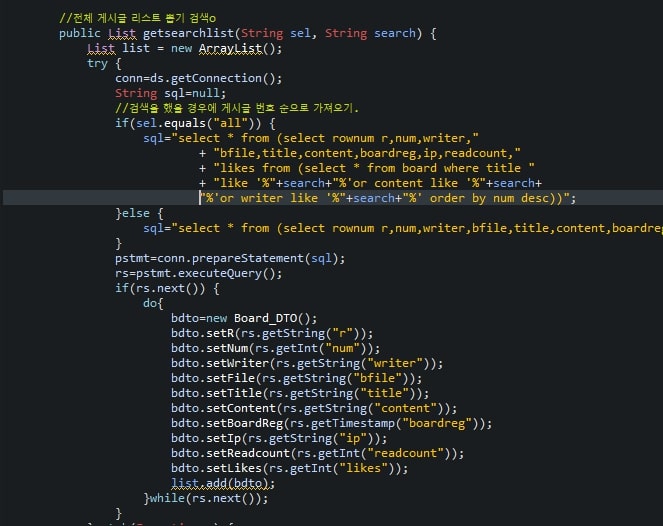 //전체 게시글 리스트 뽑기 검색o
public List getsearchlist(String sel, String search) {
List list = new ArrayList();
try {
conn=ds.getConnection();
String sql=null;
//검색을 했을 경우에 게시글 번호 순으로 가져오기.
if(sel.equals("all")) {
sql="select * from (select rownum r,num,writer,"
+ "bfile,title,content,boardreg,ip,readcount,"
+ "likes from (select * from board where title "
+ "like '%"+search+"%'or content like '%"+search+
"%'or writer like '%"+search+"%' order by num desc))";
}else {
sql="select * from (select rownum r,num,writer,bfile,title,content,boardreg
}
pstmt=conn.prepareStatement(sql);
rs=pstmt.executeQuery();
if(rs.next()) {
do{
bdto=new Board_DTO();
bdto.setR(rs.getString("r"));
bdto.setNum(rs.getInt("num"));
bdto.setWriter(rs.getString("writer"));
bdto.setFile(rs.getString("bfile"));
bdto.setTitle(rs.getString("title"));
bdto.setContent(rs.getString("content"));
bdto.setBoardReg(rs.getTimestamp("boardreg"));
bdto.setIp(rs.getString("ip"));
bdto.setReadcount(rs.getInt("readcount"));
bdto.setLikes(rs.getInt("likes"));
list.add(bdto);
}while(rs.next());
}